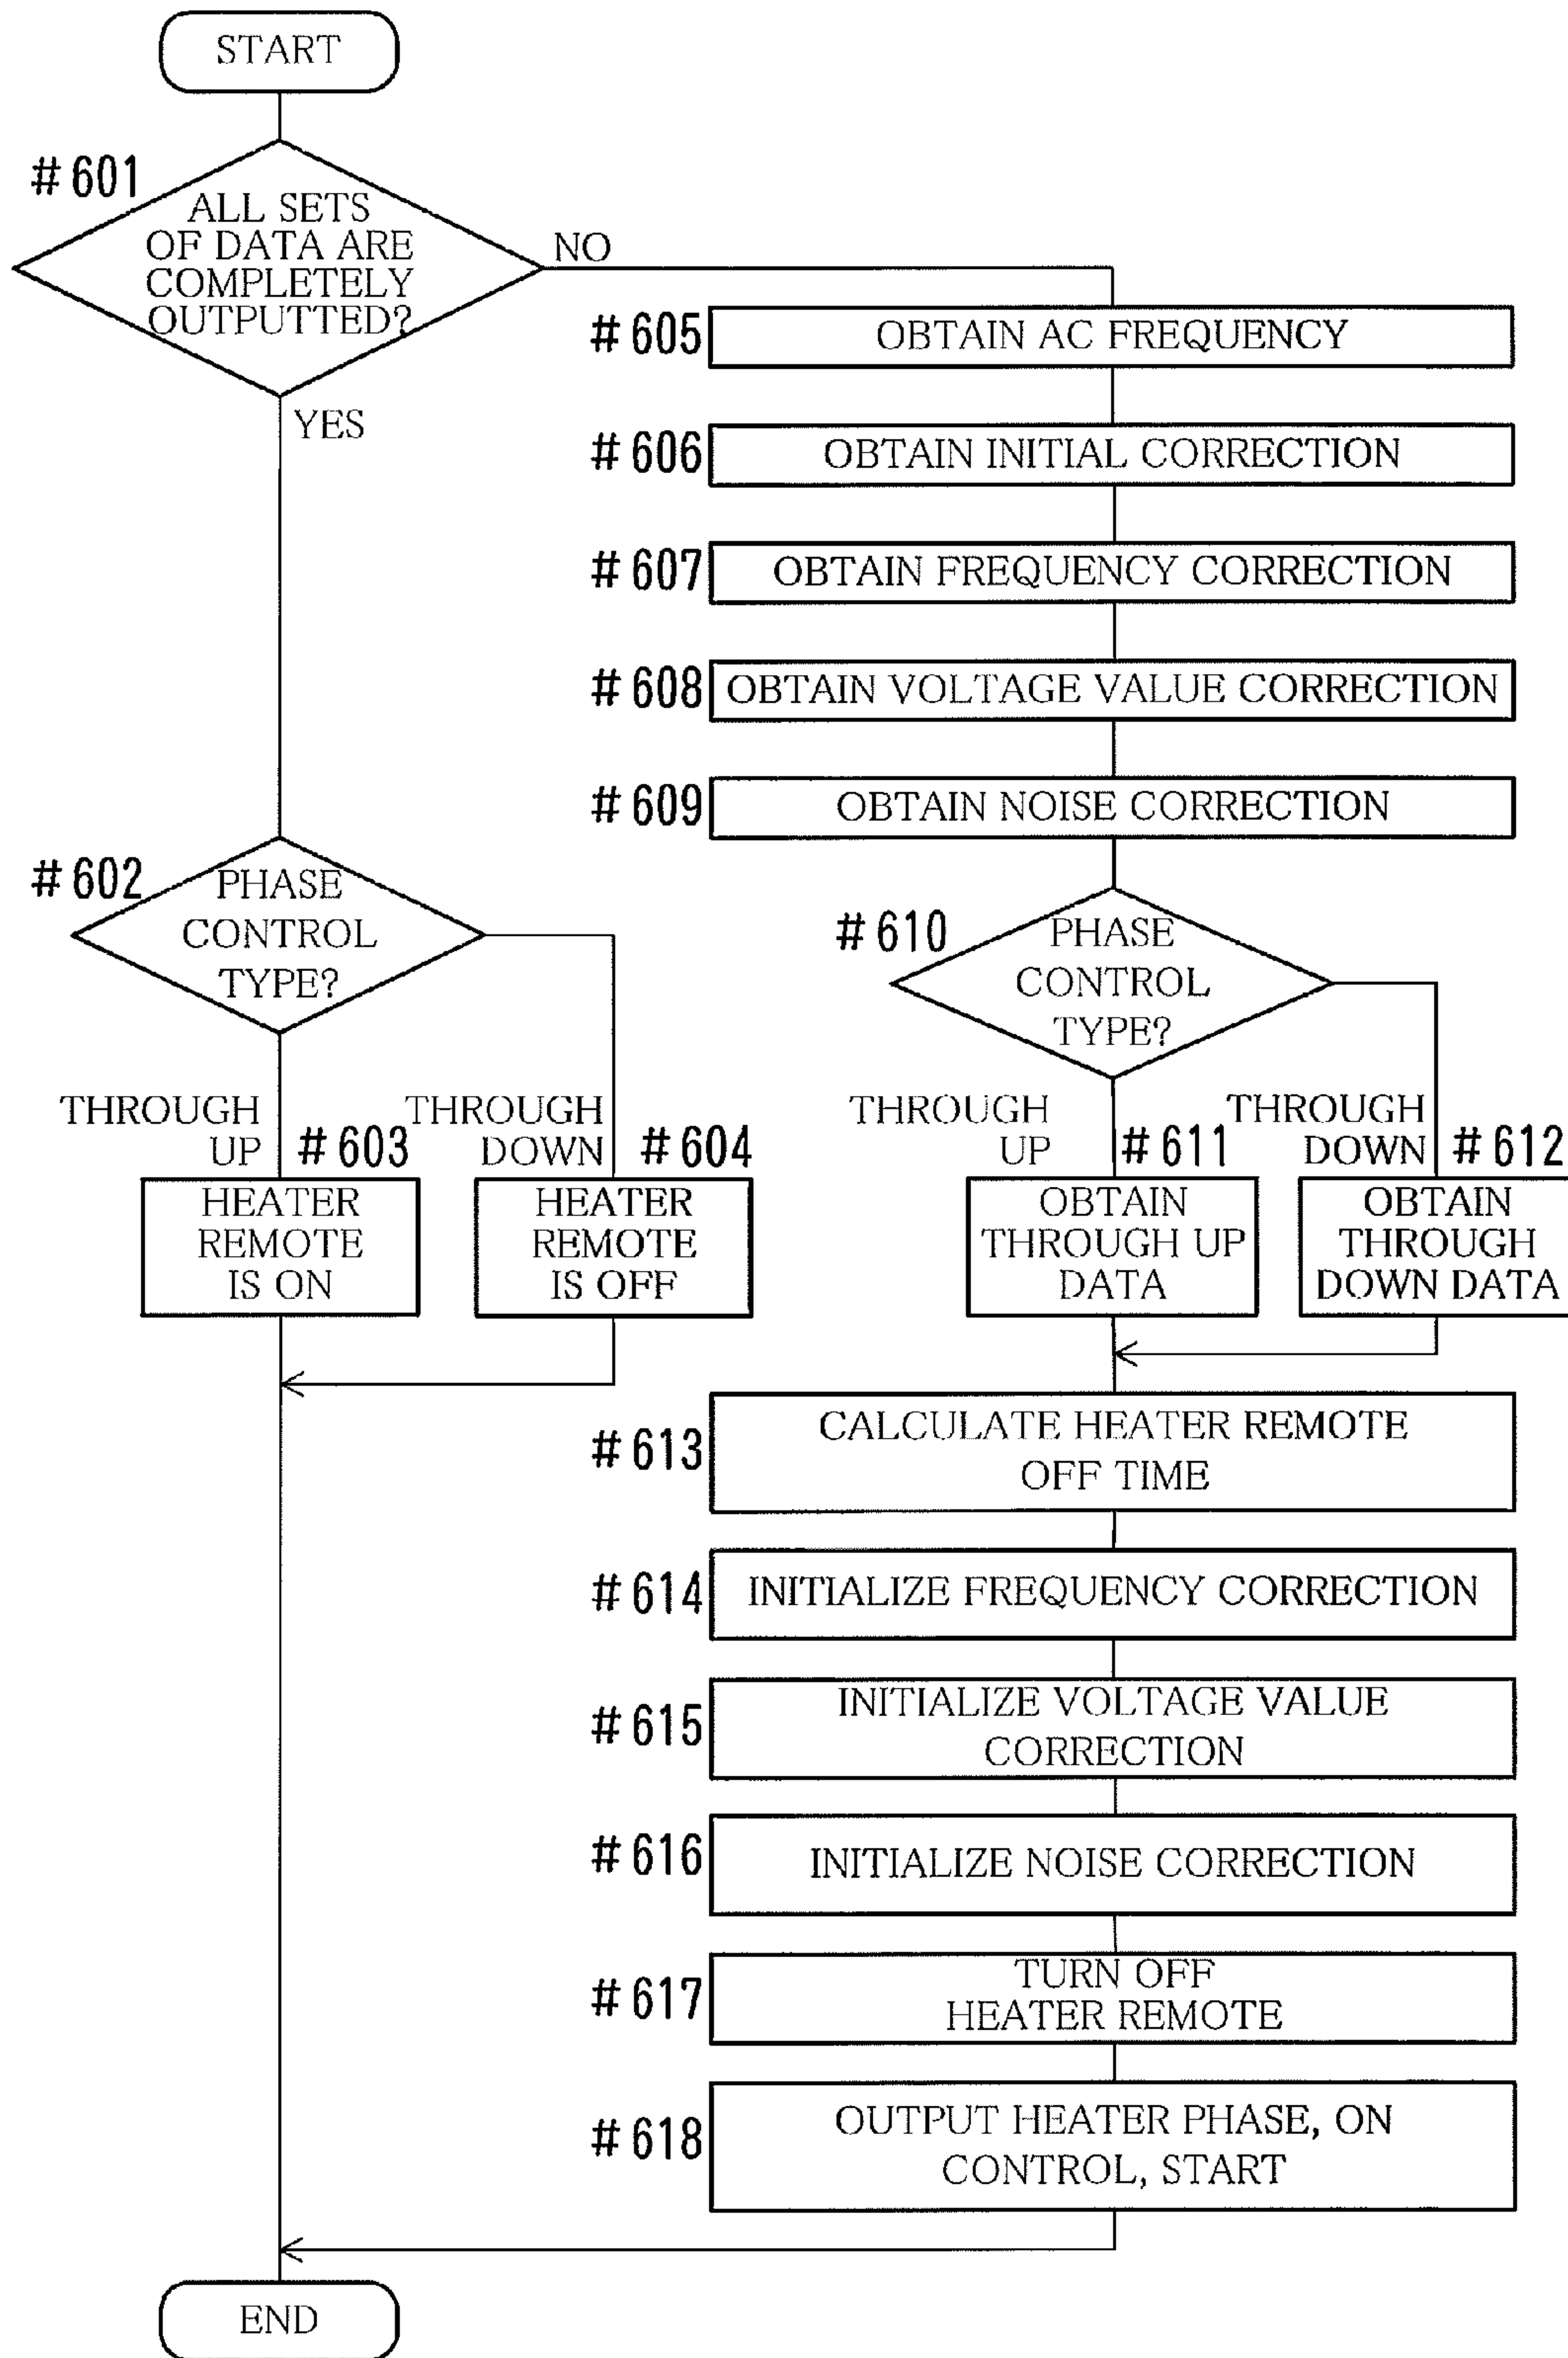 START
#601
ALL SETS
OF DATA ARE
COMPLETELY
OUTPUTTED?
NO
YES
#605
OBTAIN AC FREQUENCY
#606
OBTAIN INITIAL CORRECTION
#607
OBTAIN FREQUENCY CORRECTION
#608
OBTAIN VOLTAGE VALUE CORRECTION
#609
OBTAIN NOISE CORRECTION
#602
PHASE
CONTROL
TYPE?
THROUGH
UP
#603
THROUGH
DOWN
#604
HEATER
REMOTE
IS ON
HEATER
REMOTE
IS OFF
#610
PHASE
CONTROL
TYPE?
THROUGH
UP
#611
THROUGH
DOWN
#612
OBTAIN
THROUGH UP
DATA
OBTAIN
THROUGH
DOWN DATA
#613
CALCULATE HEATER REMOTE
OFF TIME
#614
INITIALIZE FREQUENCY CORRECTION
#615
INITIALIZE VOLTAGE VALUE
CORRECTION
#616
INITIALIZE NOISE CORRECTION
#617
TURN OFF
HEATER REMOTE
#618
OUTPUT HEATER PHASE, ON
CONTROL, START
END